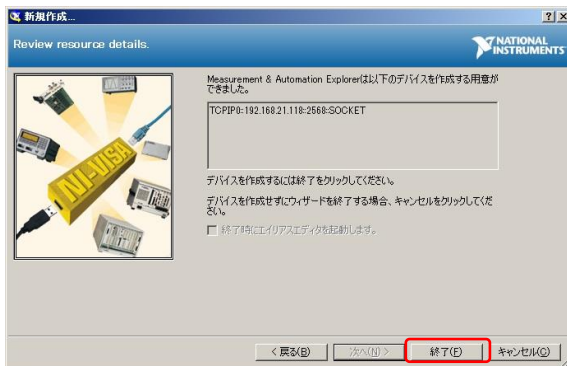 新規作成...
Review resource details.
NATIONAL
INSTRUMENTS
Measurement & Automation Explorerは以下のデバイスを作成する用意が
できました。
TCPIP0::192.168.21.118::2568::SOCKET
デバイスを作成するには終了をクリックしてください。
デバイスを作成せずにウィザードを終了する場合、キャンセルをクリックしてくだ
さい。
終了時にエイリアスエディタを起動します。
NI-VISA
< 戻る(B)
次へ(N) >
終了(F)
キャンセル(C)